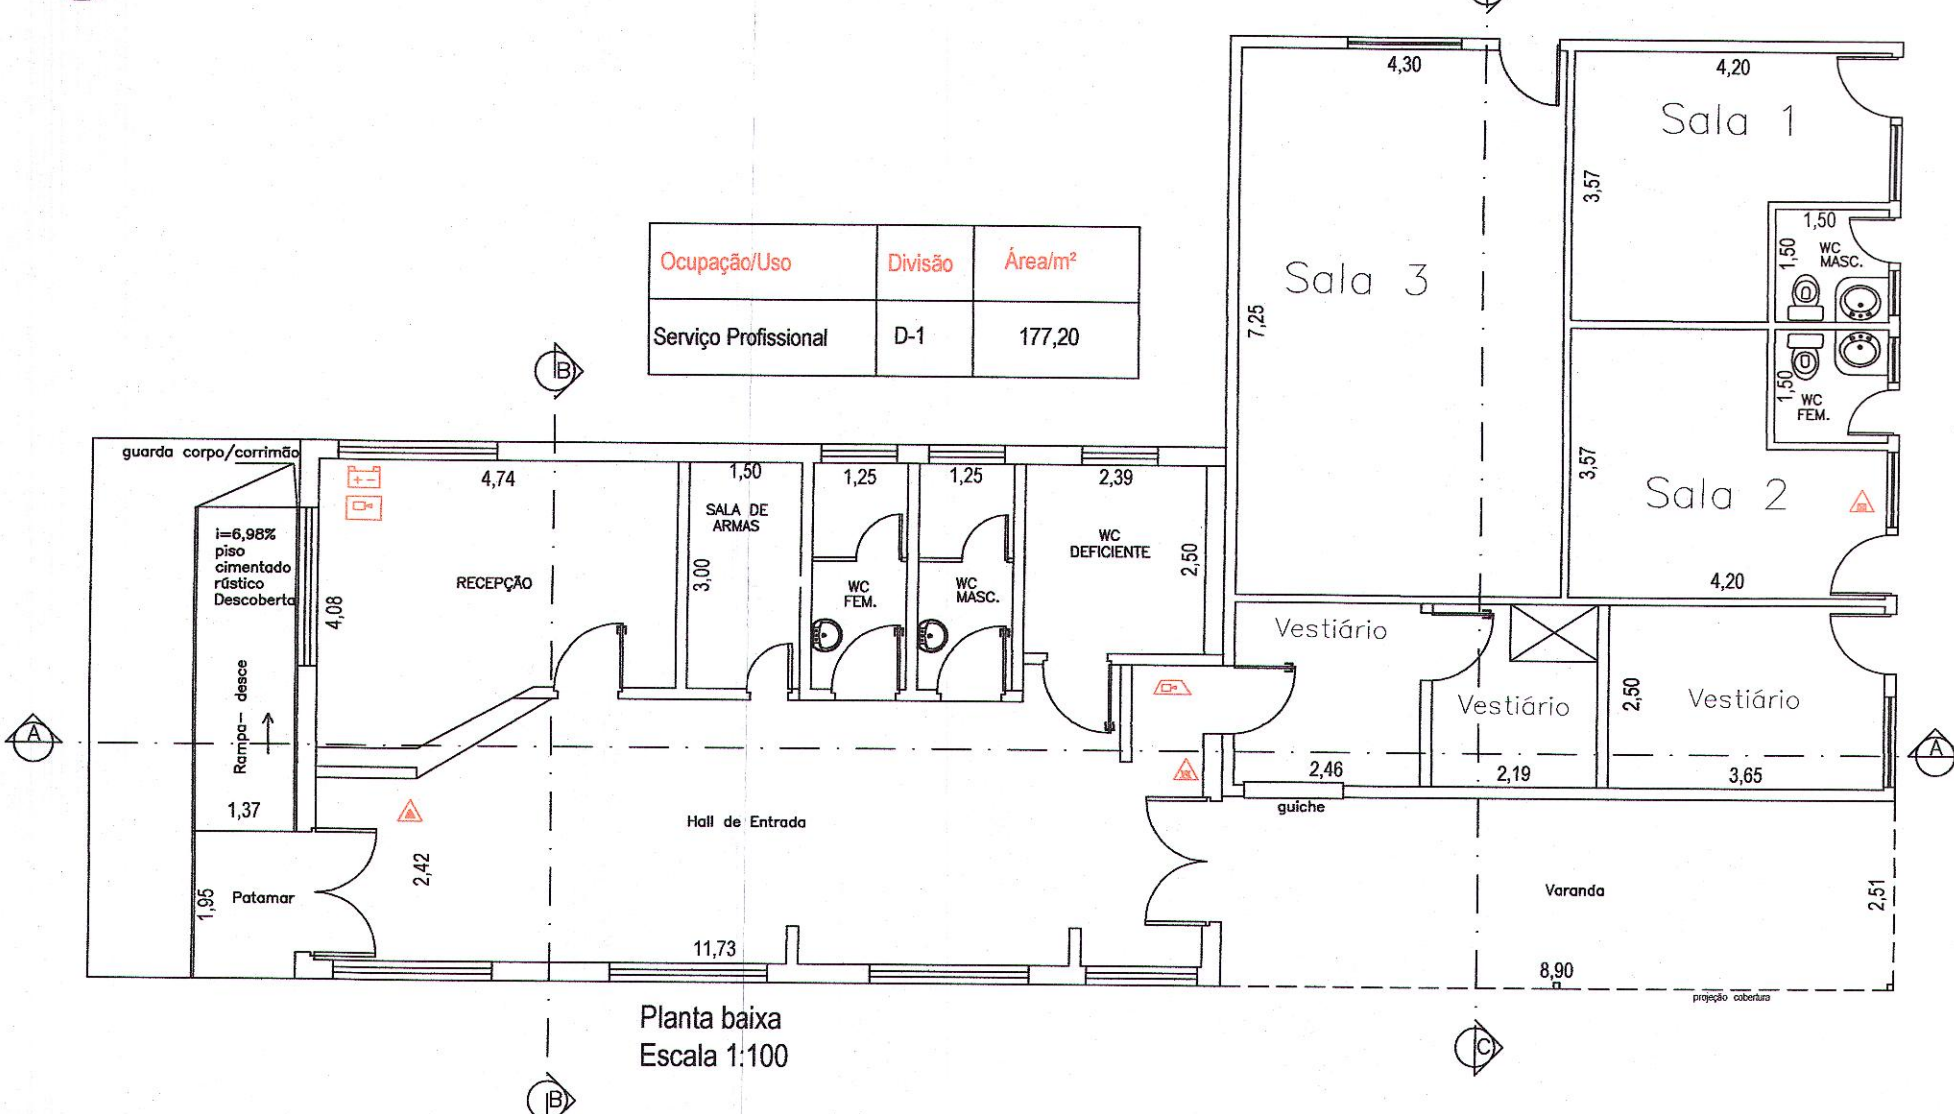 C
4,30
4,20
Sala 1
3,57
1,50
WC
MASC.
1,50
Sala 3
7,25
Ocupação/Uso Divisão Área/m²
Serviço Profissional D-1 177,20
B
1,50
WC
FEM.
3,57
Sala 2
4,20
guarda corpo/corrimão
4,74
1,50
1,25
1,25
2,39
SALA DE
ARMAS
i=6,98%
piso
cimentado
rústico
Descoberta
WC
DEFICIENTE
2,50
RECEPÇÃO
3,00
WC
FEM.
WC
MASC.
4,08
Vestiário
Vestiário
2,50
Vestiário
Rampa- desce
A
A
2,46
2,19
3,65
1,37
guiche
Hall de Entrada
2,42
Patamar
1,95
Varanda
2,51
11,73
8,90
projeção cobertura
Planta baixa
Escala 1:100
C
B